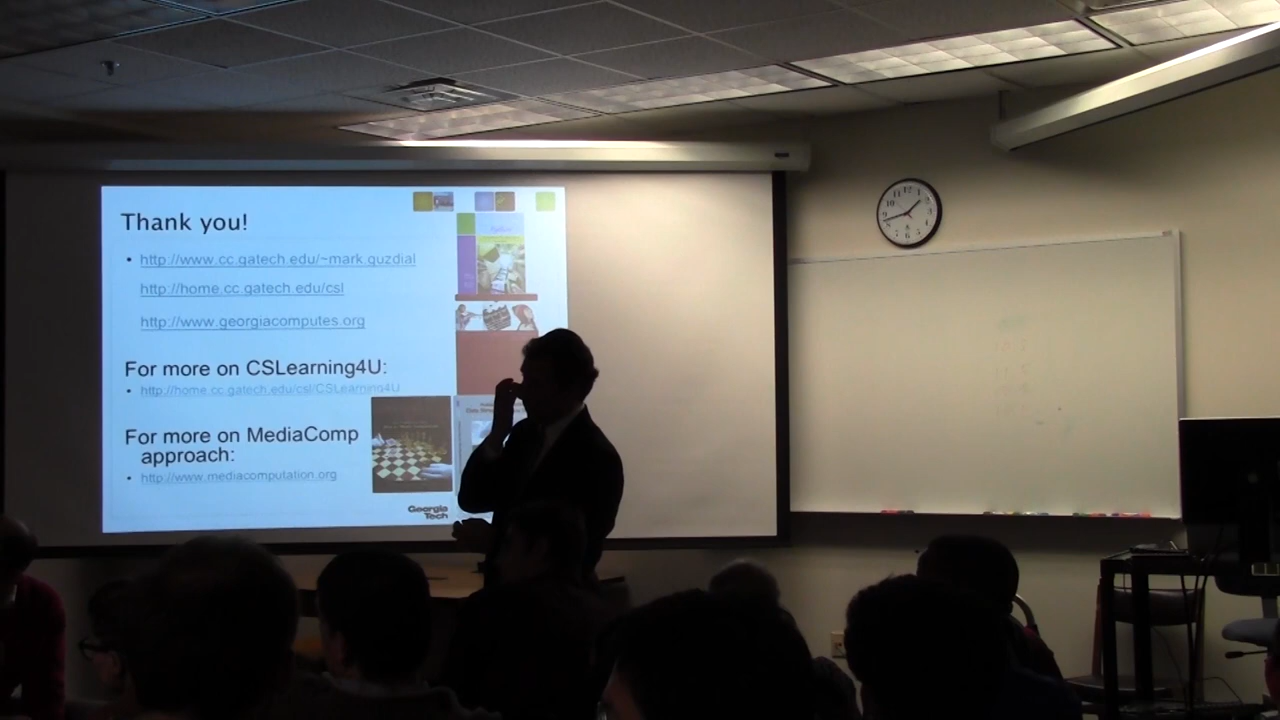 Thank you!
• http://www.cc.gatech.edu/~mark.guzdial
http://home.cc.gatech.edu/csl
http://www.georgiacomputes.org
For more on CSLearning4U:
• http://home.cc.gatech.edu/csl/CSLearning4U
For more on MediaComp
approach:
• http://www.mediacomputation.org
Georgia
Tech